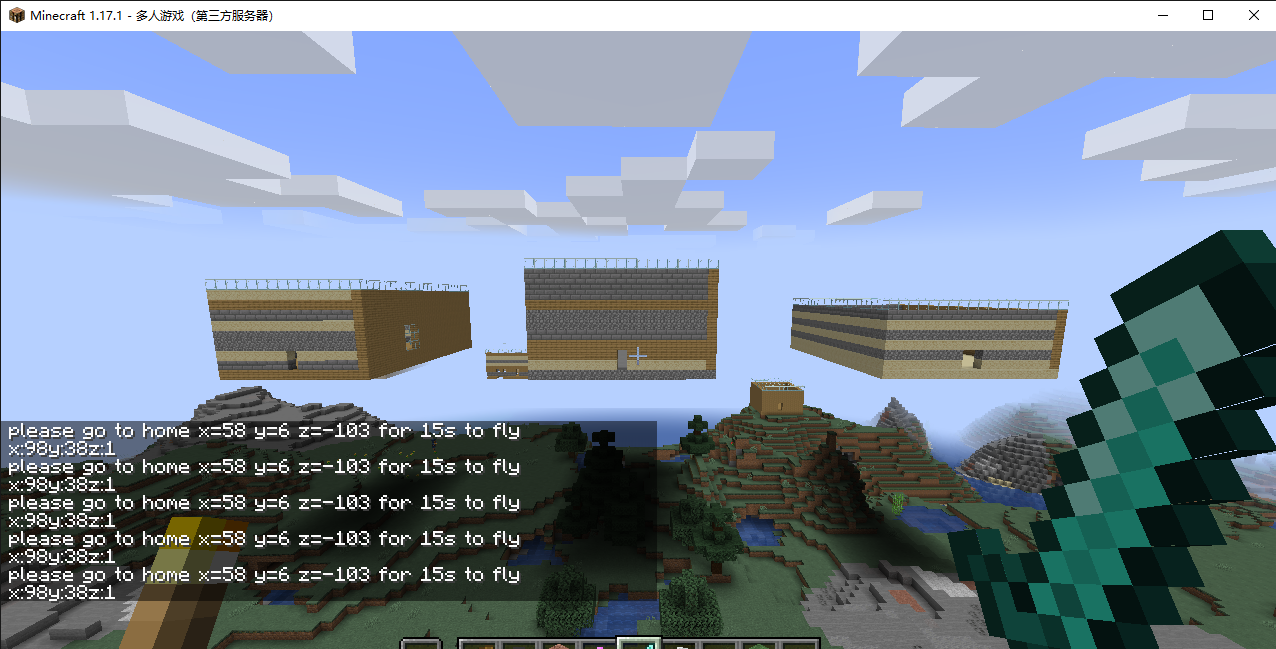 Minecraft 1.17.1 - 多人游戏（第三方服务器）
please go to home x=58 y=6 z=-103 for 15s to fly
x:98y:38z:1
please go to home x=58 y=6 z=-103 for 15s to fly
x:98y:38z:1
please go to home x=58 y=6 z=-103 for 15s to fly
x:98y:38z:1
please go to home x=58 y=6 z=-103 for 15s to fly
x:98y:38z:1
please go to home x=58 y=6 z=-103 for 15s to fly
x:98y:38z:1